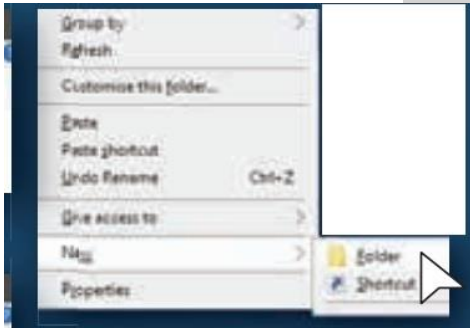 Group by
Refresh
Customise this folder...
Paste
Paste shortcut
Undo Rename Ctrl+Z
Give access to
New
Folder
Shortcut
Properties